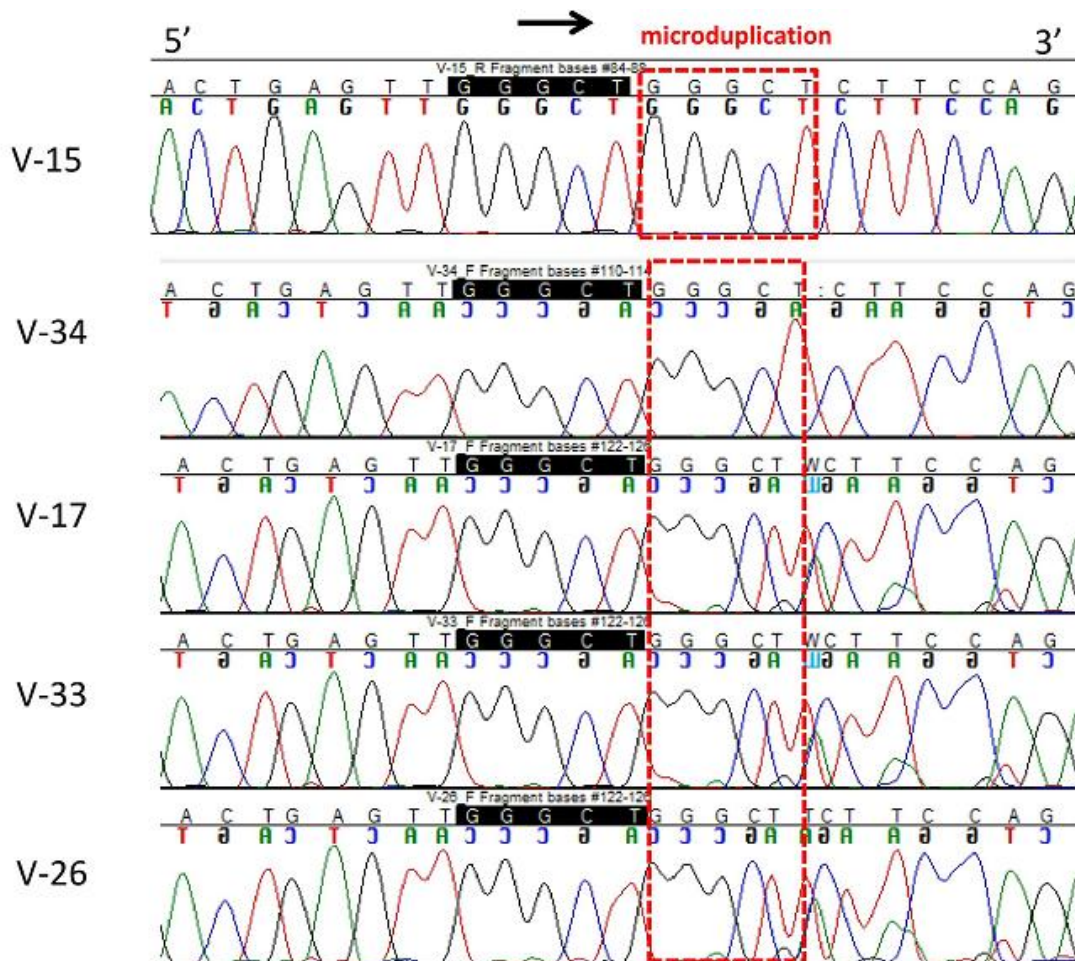 5’ microduplication 3’
V-15_R Fragment bases #84-88
A C T G A G T T G G G C T G G G C T C T T C C A G
A C T G A G T T G G G C T G G G C T C T T C C A G
V-15
V-34_F Fragment bases #110-114
A C T G A G T T G G G C T G G G C T : C T T C C A G
T G A C T C A A C C C G A C C C G A G A A G G T C
V-34
V-17_F Fragment bases #122-126
A C T G A G T T G G G C T G G G C T W C T T C C A G
T G A C T C A A C C C G A C C C G A W G A A G G T C
V-17
V-33_F Fragment bases #122-126
A C T G A G T T G G G C T G G G C T W C T T C C A G
T G A C T C A A C C C G A C C C G A W G A A G G T C
V-33
V-26_F Fragment bases #122-126
A C T G A G T T G G G C T G G G C T T C T T C C A G
T G A C T C A A C C C G A C C C G A A G A A G G T C
V-26